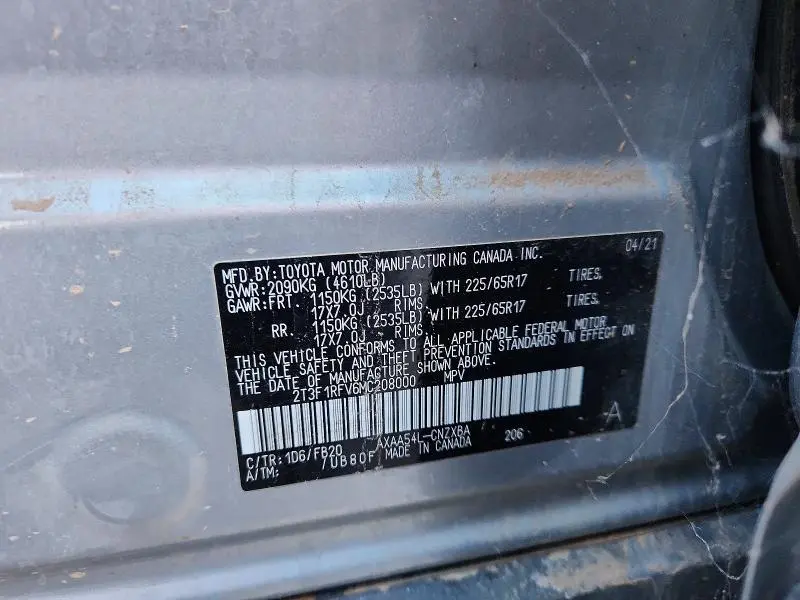 MFD.BY: TOYOTA MOTOR MANUFACTURING CANADA INC. 04/21
GVWR: 2090KG (4610LB)
GAWR: FRT. 1150KG (2535LB) WITH 225/65R17 TIRES,
17X7.0J RIMS,
RR. 1150KG (2535LB) WITH 225/65R17 TIRES,
17X7.0J RIMS.
THIS VEHICLE CONFORMS TO ALL APPLICABLE FEDERAL MOTOR
VEHICLE SAFETY AND THEFT PREVENTION STANDARDS IN EFFECT ON
THE DATE OF MANUFACTURE SHOWN ABOVE.
2T3F1RFV6MC208000 MPV
A
C/TR: 1D6/FB20 AXAA54L-CNZXBA 206
A/TM: /UB80F MADE IN CANADA